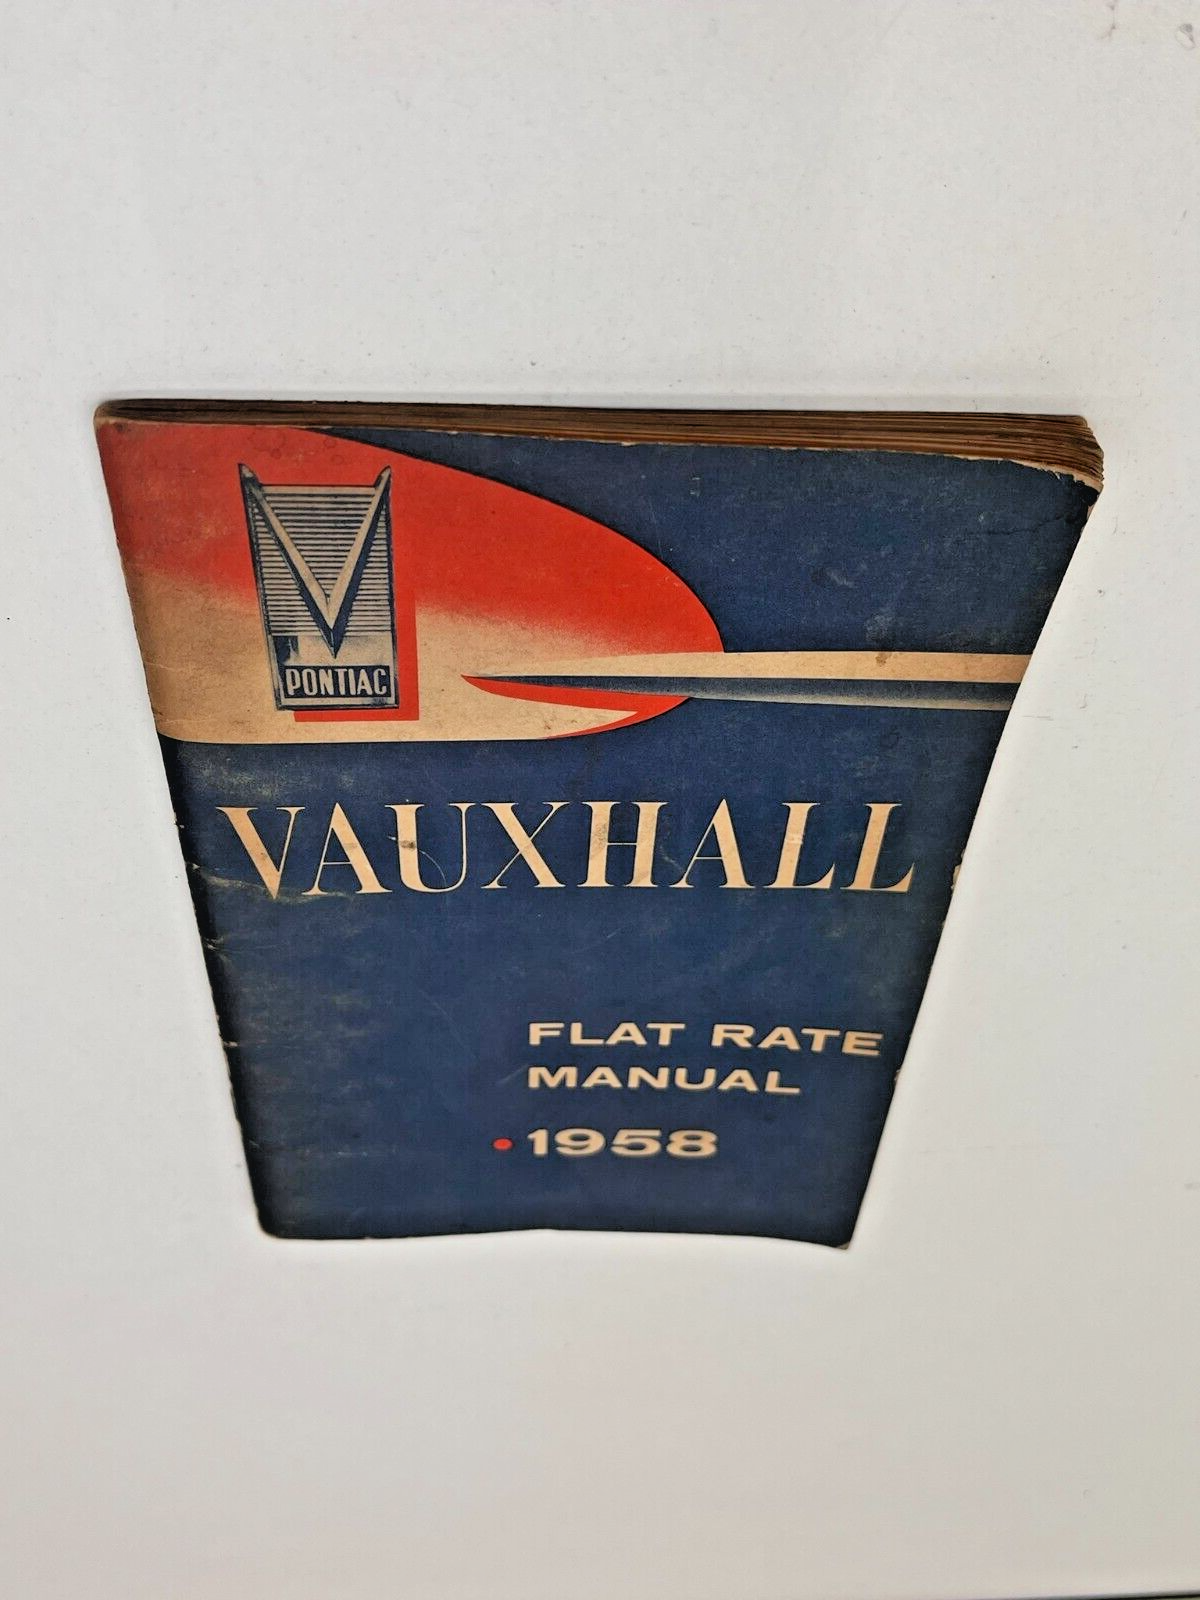 PONTIAC
VAUXHALL
FLAT RATE
MANUAL
• 1958